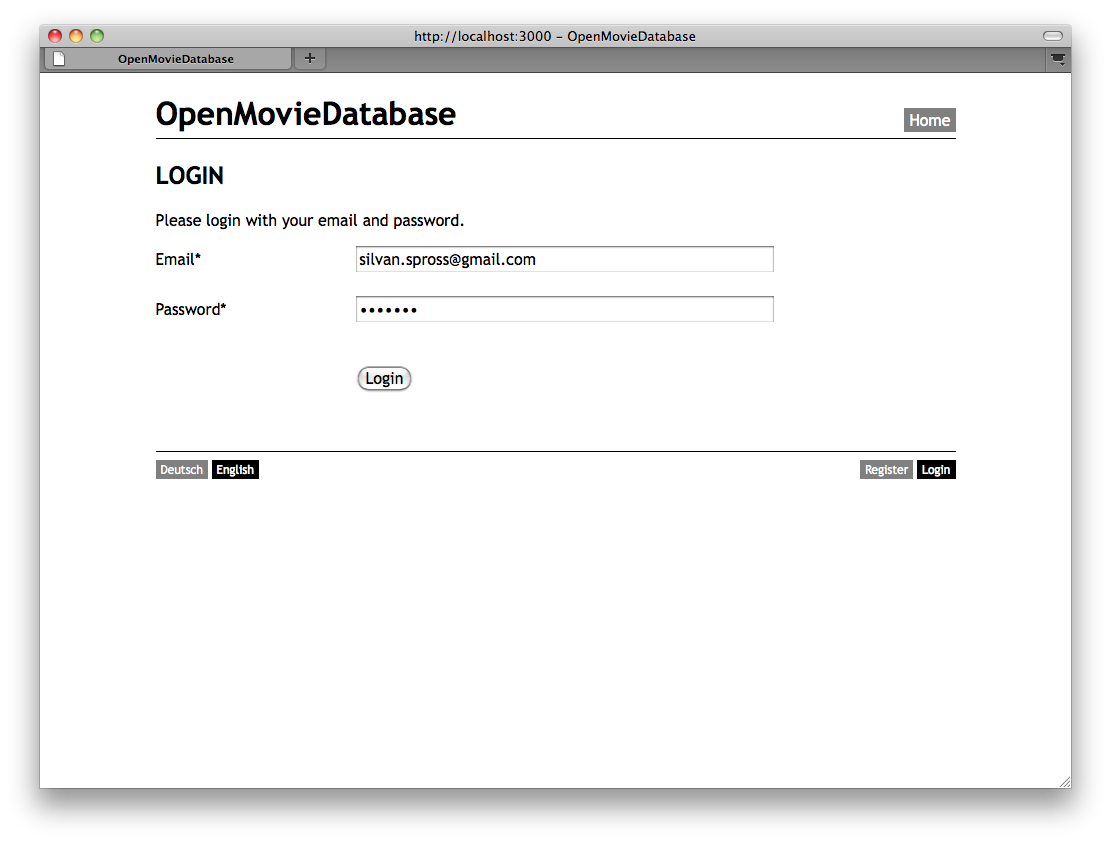 http://localhost:3000 – OpenMovieDatabase
OpenMovieDatabase +
OpenMovieDatabase
Home
LOGIN
Please login with your email and password.
Email* silvan.spross@gmail.com
Password* •••••••
Login
Deutsch English Register Login